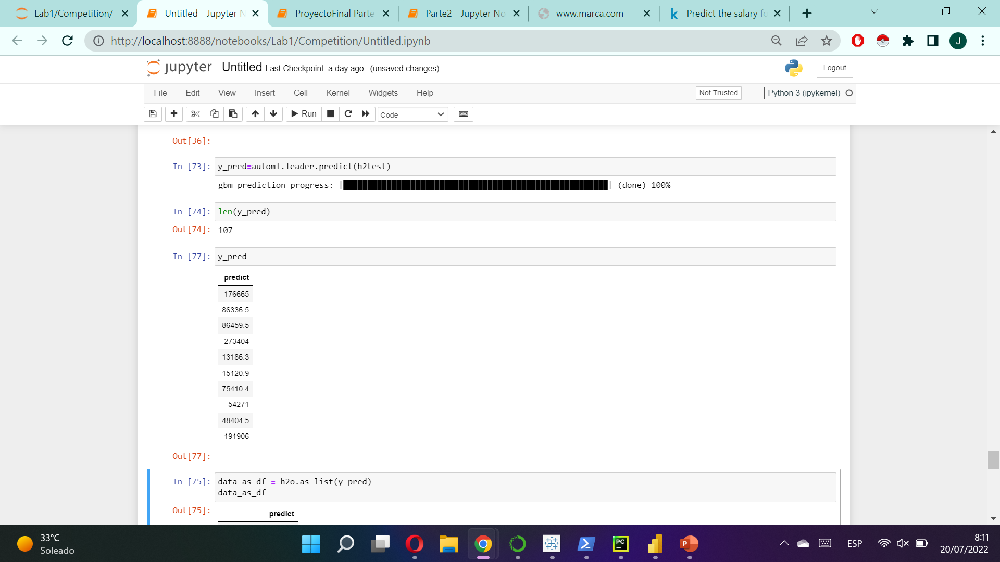 Lab1/Competition/
Untitled - Jupyter N
ProyectoFinal Parte
Parte2 - Jupyter No
www.marca.com
k Predict the salary fo
http://localhost:8888/notebooks/Lab1/Competition/Untitled.ipynb
J
jupyter Untitled Last Checkpoint: a day ago (unsaved changes)
Logout
File Edit View Insert Cell Kernel Widgets Help
Not Trusted
Python 3 (ipykernel)
Run
Code
Out[36]:
In [73]: y_pred=automl.leader.predict(h2test)
gbm prediction progress: |███████████████████████████████████████████████████████| (done) 100%
In [74]: len(y_pred)
Out[74]: 107
In [77]: y_pred
predict
176665
86336.5
86459.5
273404
13186.3
15120.9
75410.4
54271
48404.5
191906
Out[77]:
In [75]: data_as_df = h2o.as_list(y_pred)
data_as_df
Out[75]:
predict
33°C
Soleado
PC
P
ESP
8:11
20/07/2022